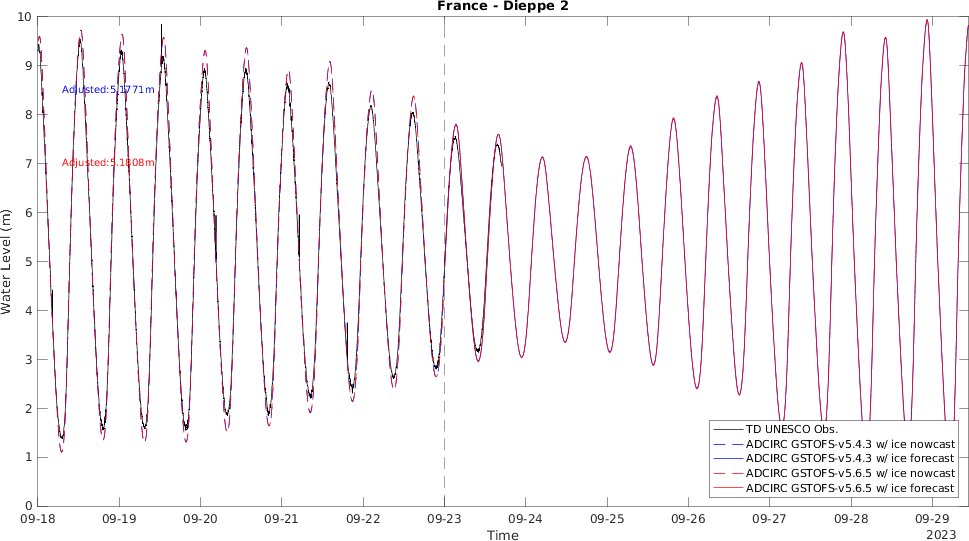 France - Dieppe 2
10
9
8
7
6
5
4
3
2
1
0
Water Level (m)
Adjusted:5.1771m
Adjusted:5.1808m
TD UNESCO Obs.
ADCIRC GSTOFS-v5.4.3 w/ ice nowcast
ADCIRC GSTOFS-v5.4.3 w/ ice forecast
ADCIRC GSTOFS-v5.6.5 w/ ice nowcast
ADCIRC GSTOFS-v5.6.5 w/ ice forecast
09-18 09-19 09-20 09-21 09-22 09-23 09-24 09-25 09-26 09-27 09-28 09-29
Time
2023